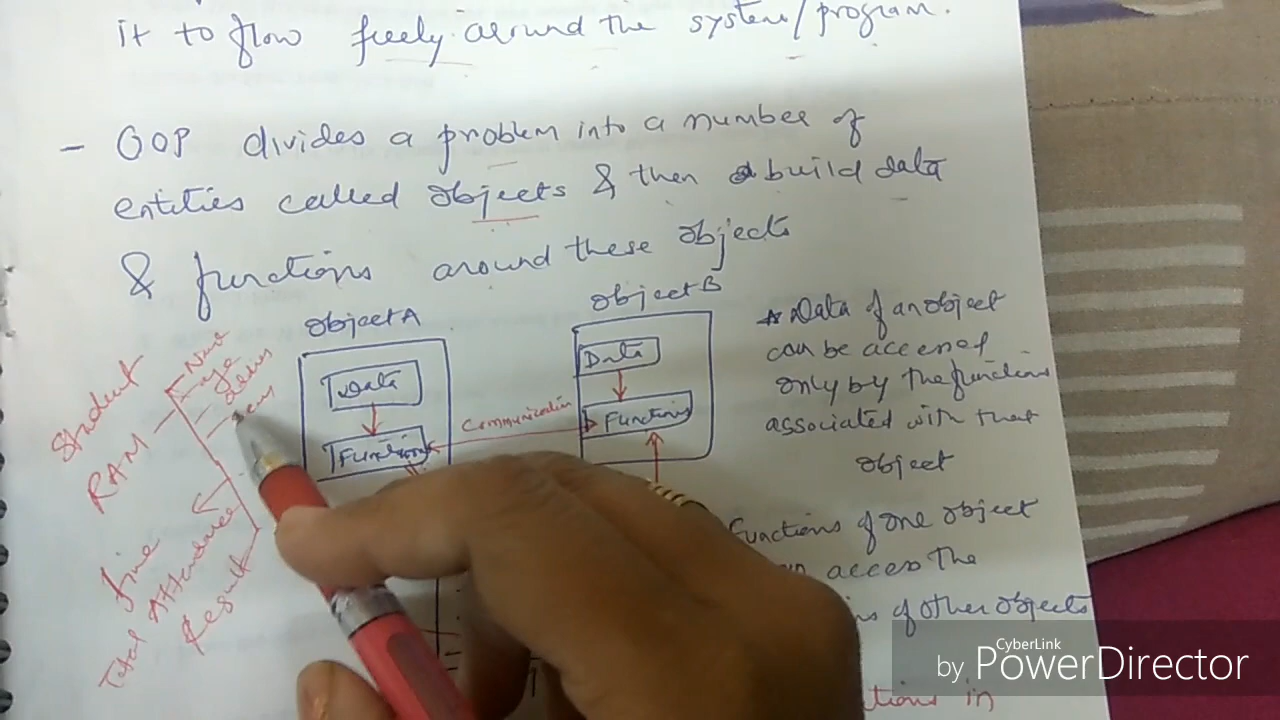 it to flow freely around the system/program.
- OOP divides a problem into a number of
entities called objects & then build data
& functions around these objects
Object A
Object B
Data
Functions
Communication
Data
Functions
* Data of an object
can be accessed
only by the functions
associated with that
object
Functions of one object
access the
of other objects
Student
RAM
Name
Age
fine
Total Attendance
Result
in
CyberLink
by PowerDirector